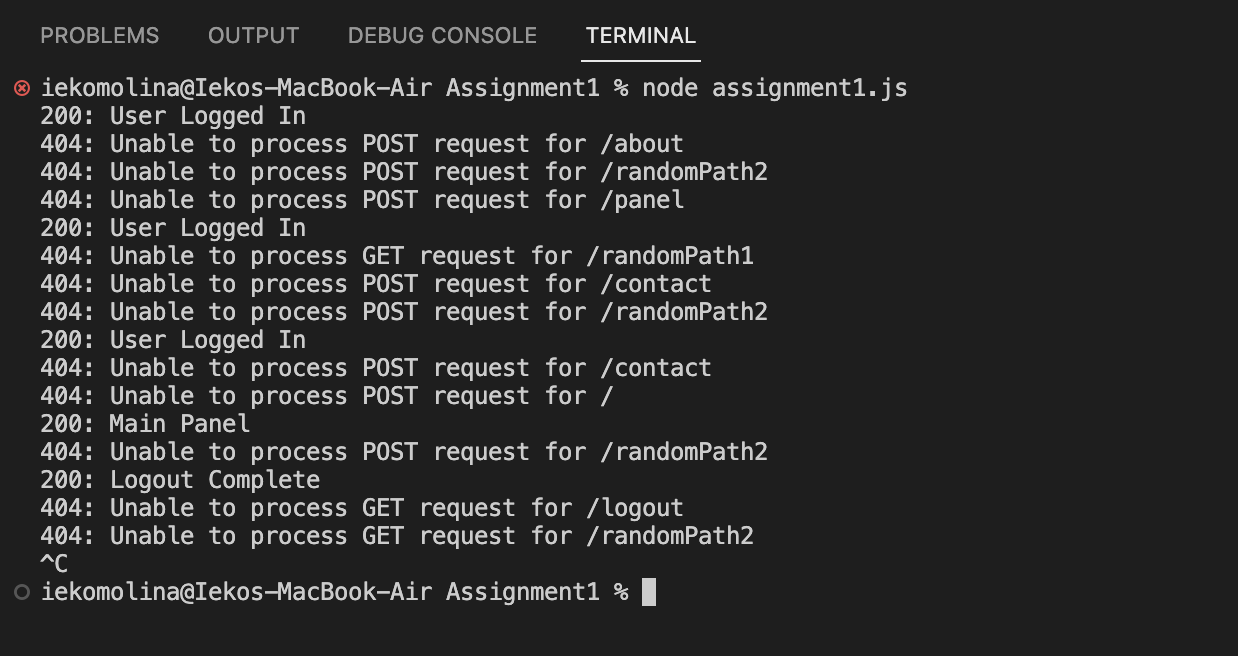 PROBLEMS OUTPUT DEBUG CONSOLE TERMINAL
iekomolina@Iekos-MacBook-Air Assignment1 % node assignment1.js
200: User Logged In
404: Unable to process POST request for /about
404: Unable to process POST request for /randomPath2
404: Unable to process POST request for /panel
200: User Logged In
404: Unable to process GET request for /randomPath1
404: Unable to process POST request for /contact
404: Unable to process POST request for /randomPath2
200: User Logged In
404: Unable to process POST request for /contact
404: Unable to process POST request for /
200: Main Panel
404: Unable to process POST request for /randomPath2
200: Logout Complete
404: Unable to process GET request for /logout
404: Unable to process GET request for /randomPath2
^C
iekomolina@Iekos-MacBook-Air Assignment1 %